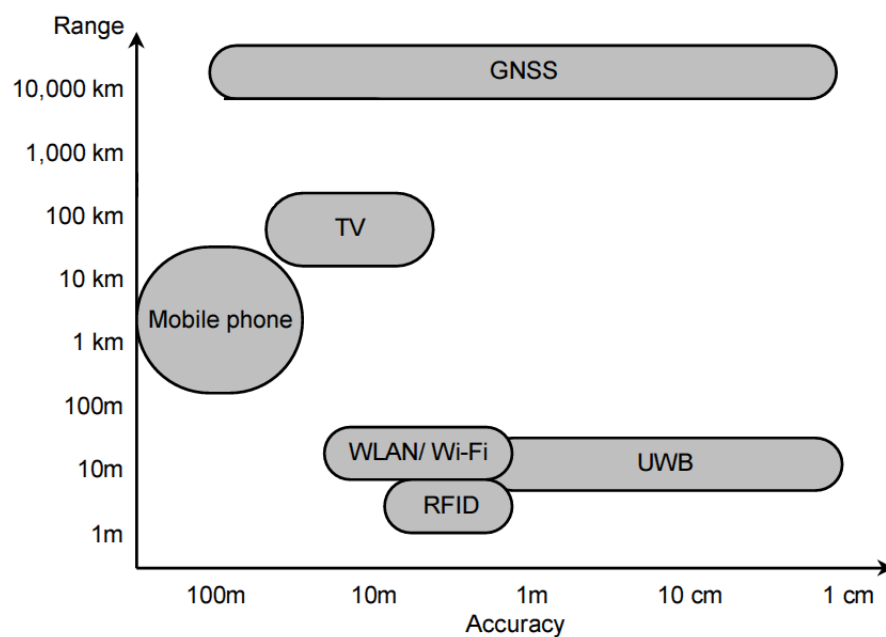 Range
GNSS
10,000 km
1,000 km
100 km
TV
10 km
Mobile phone
1 km
100m
WLAN/ Wi-Fi
UWB
10m
RFID
1m
100m
10m
1m
10 cm
1 cm
Accuracy